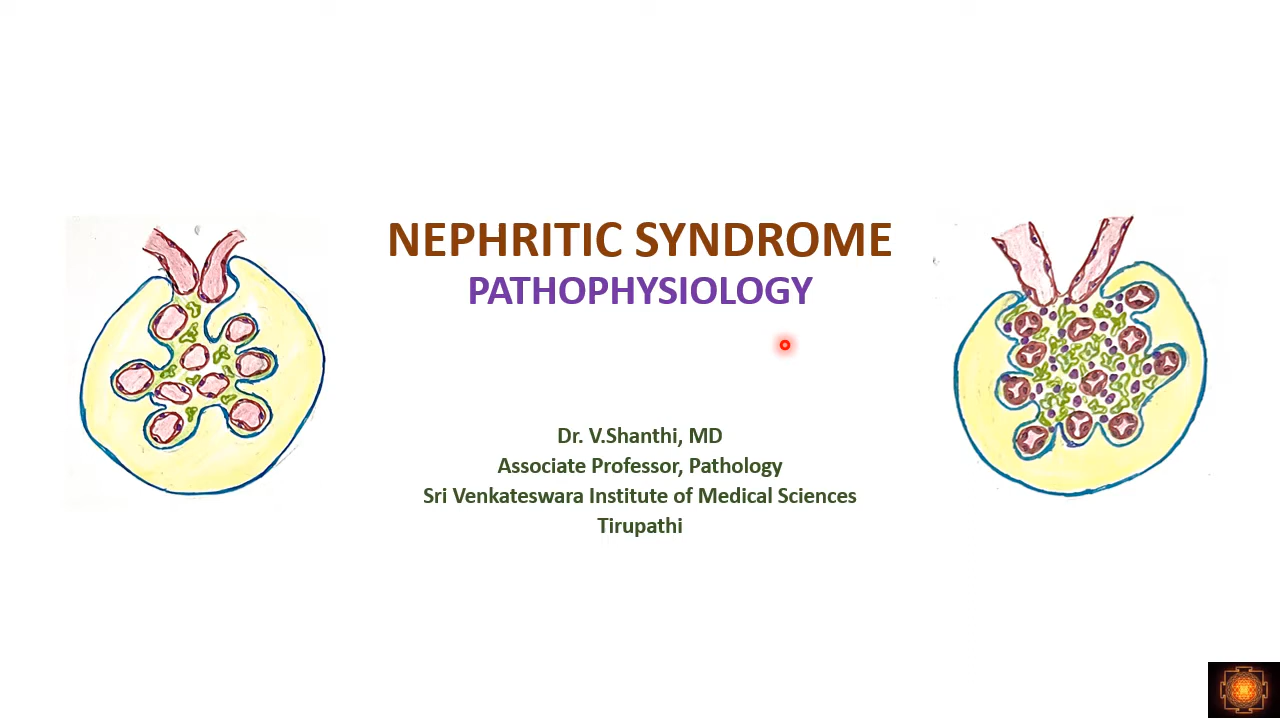 NEPHRITIC SYNDROME
PATHOPHYSIOLOGY
Dr. V.Shanthi, MD
Associate Professor, Pathology
Sri Venkateswara Institute of Medical Sciences
Tirupathi